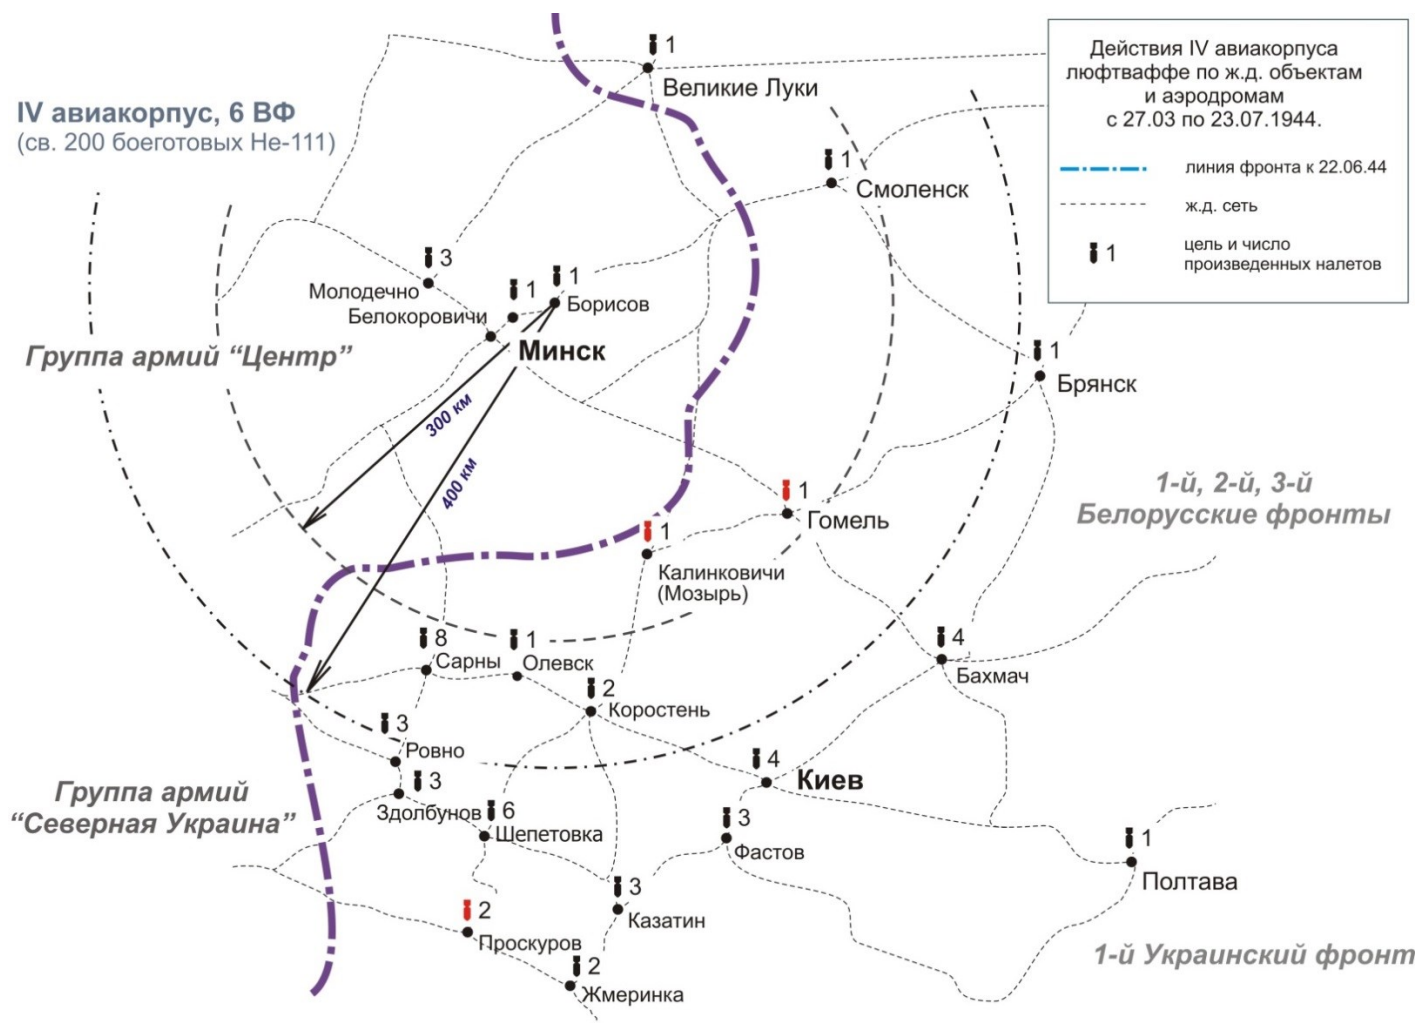 1
Великие Луки
Действия IV авиакорпуса
люфтваффе по ж.д. объектам
и аэродромам
с 27.03 по 23.07.1944.
линия фронта к 22.06.44
ж.д. сеть
1
цель и число
произведенных налетов
IV авиакорпус, 6 ВФ
(св. 200 боеготовых Не-111)
1
Смоленск
3
Молодечно
1
Белокоровичи
1
Борисов
Минск
Группа армий “Центр”
300 км
400 км
1
Брянск
1-й, 2-й, 3-й
Белорусские фронты
1
Гомель
1
Калинковичи
(Мозырь)
8
Сарны
1
Олевск
2
Коростень
4
Бахмач
3
Ровно
3
Здолбунов
4
Киев
Группа армий
“Северная Украина”
6
Шепетовка
3
Фастов
1
Полтава
3
Казатин
2
Проскуров
2
Жмеринка
1-й Украинский фронт